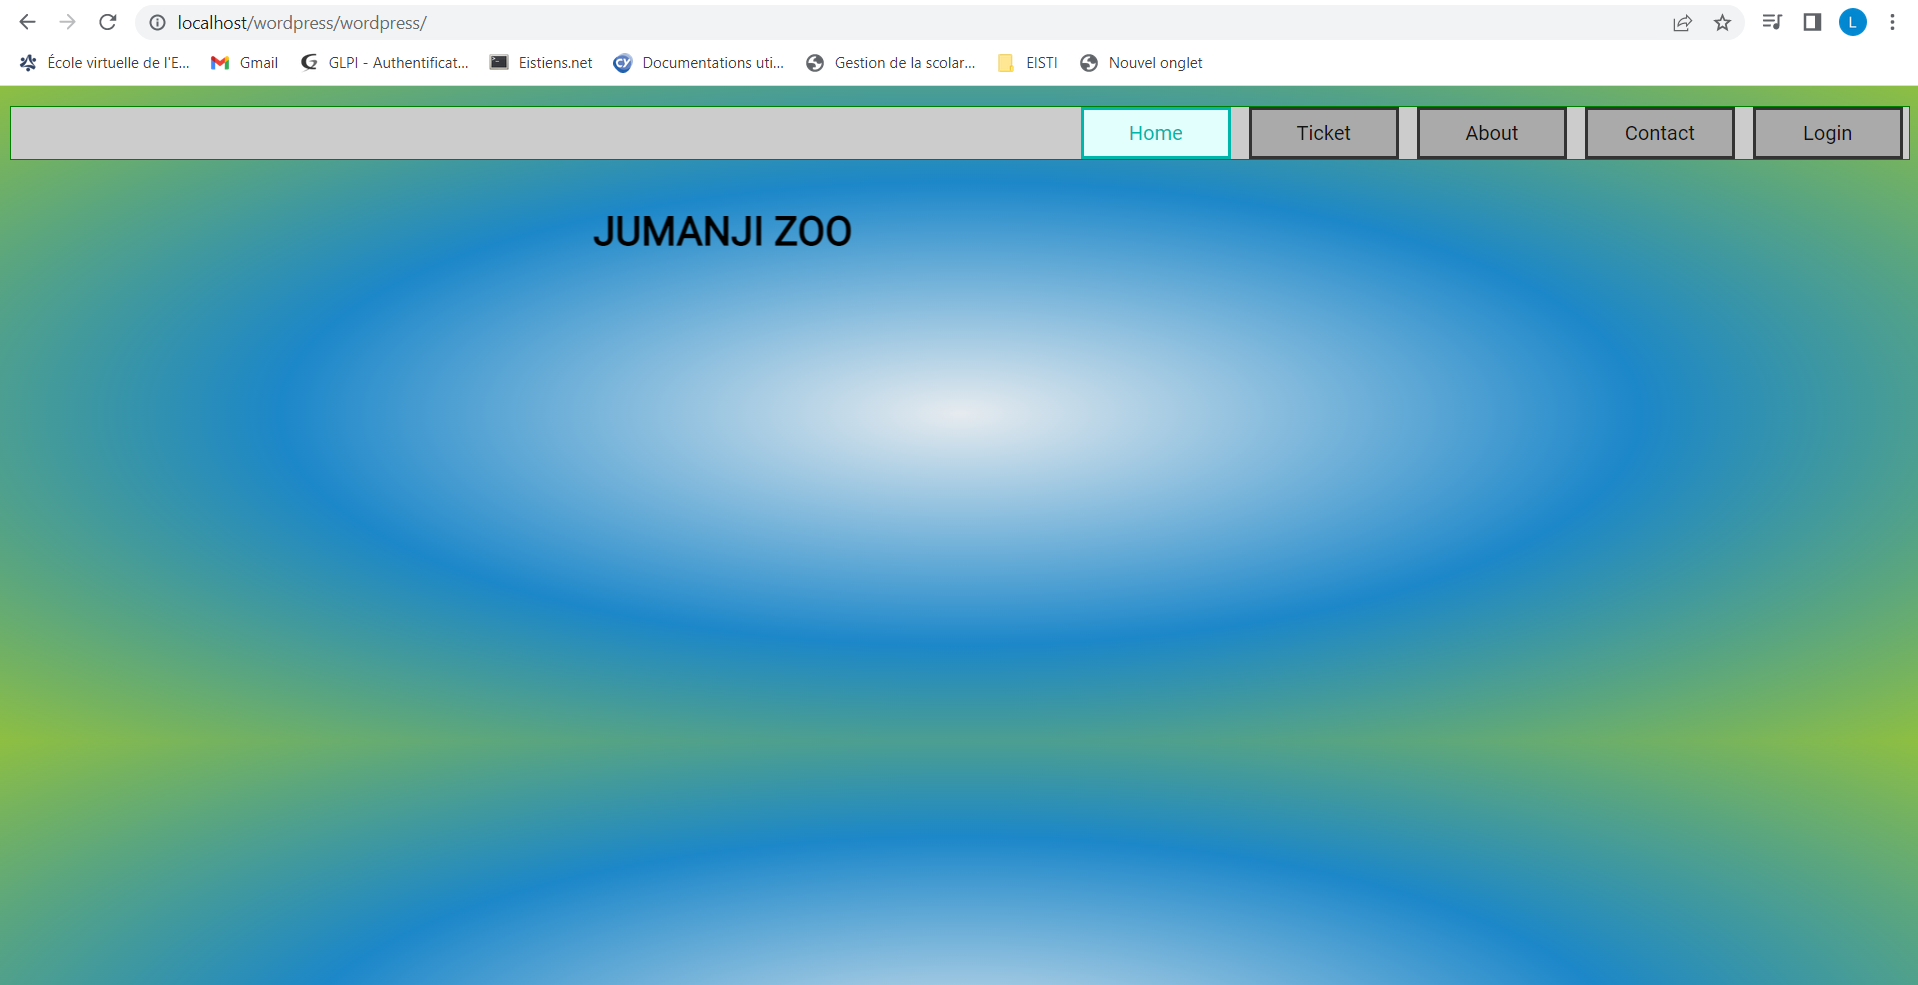 localhost/wordpress/wordpress/
L
École virtuelle de l'E... Gmail GLPI - Authentificat... Eistiens.net CY Documentations uti... Gestion de la scolar... EISTI Nouvel onglet
Home Ticket About Contact Login
JUMANJI ZOO